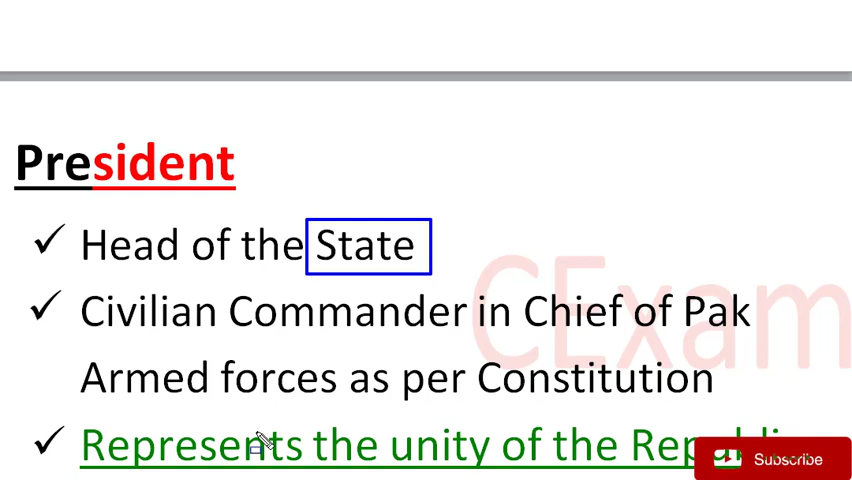 President
✓ Head of the State
✓ Civilian Commander in Chief of Pak
Armed forces as per Constitution
✓ Represents the unity of the
CExam
Subscribe